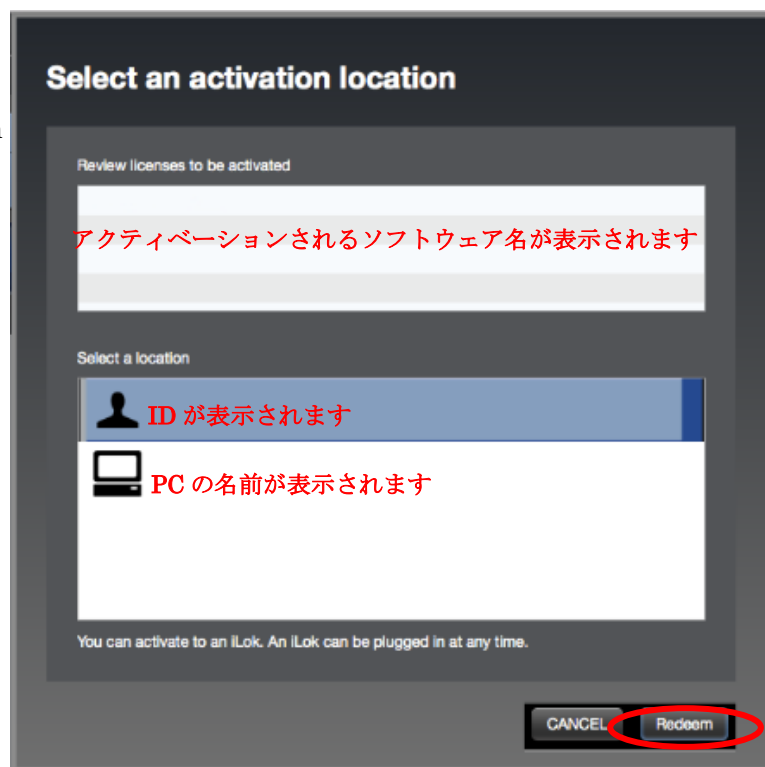 Select an activation location
Review licenses to be activated
アクティベーションされるソフトウェア名が表示されます
Select a location
ID が表示されます
PC の名前が表示されます
You can activate to an iLok. An iLok can be plugged in at any time.
CANCEL
Redeem